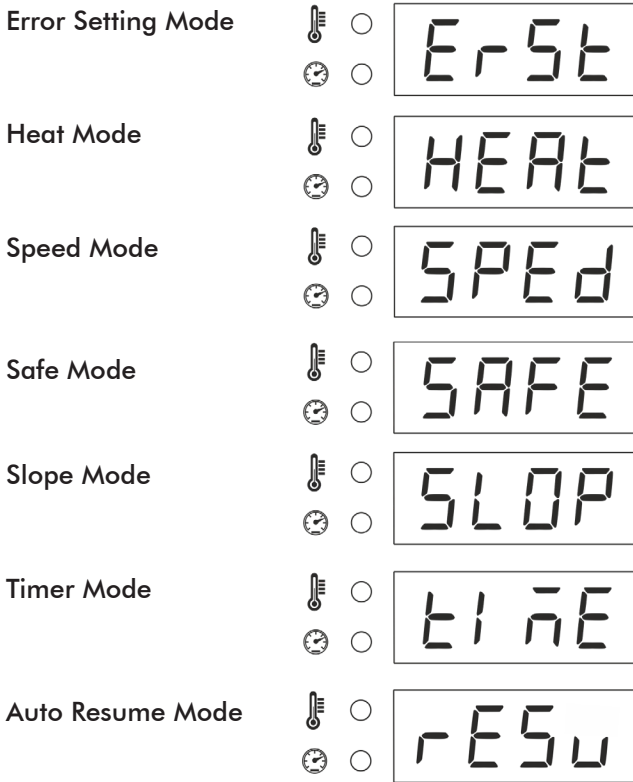 Error Setting Mode ErSt
Heat Mode HEAt
Speed Mode SPEd
Safe Mode SAFE
Slope Mode SLOP
Timer Mode tImE
Auto Resume Mode rESu